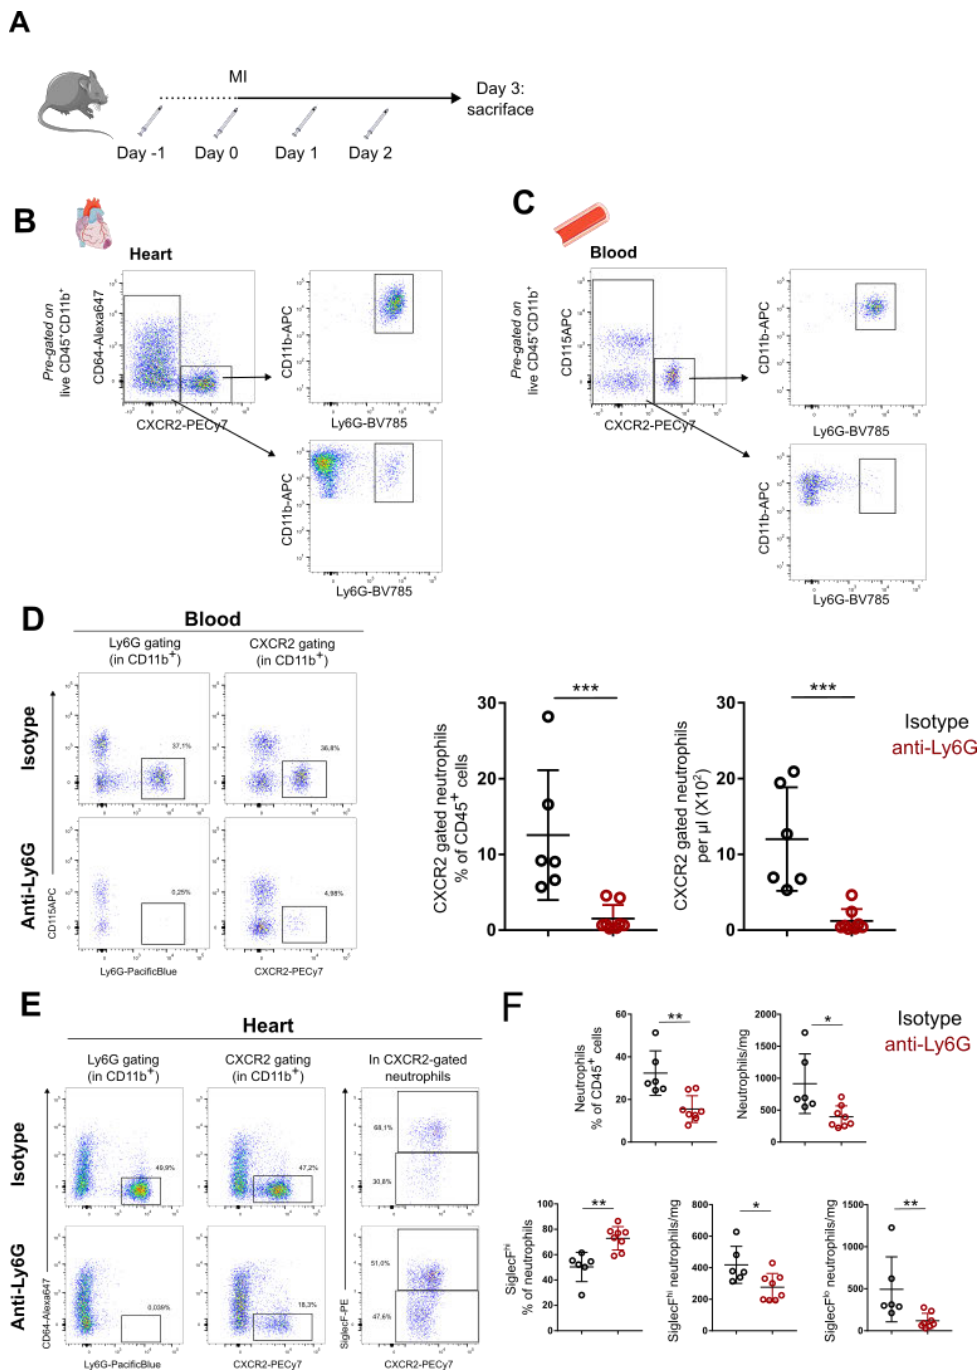 A
MI
Day 3:
sacrifice
Day -1
Day 0
Day 1
Day 2
B
Heart
Pre-gated on
live CD45+CD11b+
CD64-Alexa647
CXCR2-PECy7
CD11b-APC
Ly6G-BV785
CD11b-APC
Ly6G-BV785
C
Blood
Pre-gated on
live CD45+CD11b+
CD115APC
CXCR2-PECy7
CD11b-APC
Ly6G-BV785
CD11b-APC
Ly6G-BV785
D
Blood
Ly6G gating
(in CD11b+)
CXCR2 gating
(in CD11b+)
Isotype
37,1%
36,8%
Anti-Ly6G
0,25%
4,98%
CD115APC
Ly6G-PacificBlue
CXCR2-PECy7
CXCR2 gated neutrophils
% of CD45+ cells
30
20
10
0
***
CXCR2 gated neutrophils
per µl (X10²)
30
20
10
0
***
Isotype
anti-Ly6G
E
Heart
Ly6G gating
(in CD11b+)
CXCR2 gating
(in CD11b+)
In CXCR2-gated
neutrophils
Isotype
49,9%
47,2%
68,1%
30,8%
Anti-Ly6G
0,039%
18,3%
51,0%
47,6%
CD64-Alexa647
SiglecF-PE
Ly6G-PacificBlue
CXCR2-PECy7
CXCR2-PECy7
F
Neutrophils
% of CD45+ cells
60
40
20
0
**
Neutrophils/mg
2000
1500
1000
500
0
*
Isotype
anti-Ly6G
SiglecFhi
% of neutrophils
100
80
60
40
20
0
**
SiglecFhi neutrophils/mg
800
600
400
200
0
*
SiglecFlo neutrophils/mg
1500
1000
500
0
**